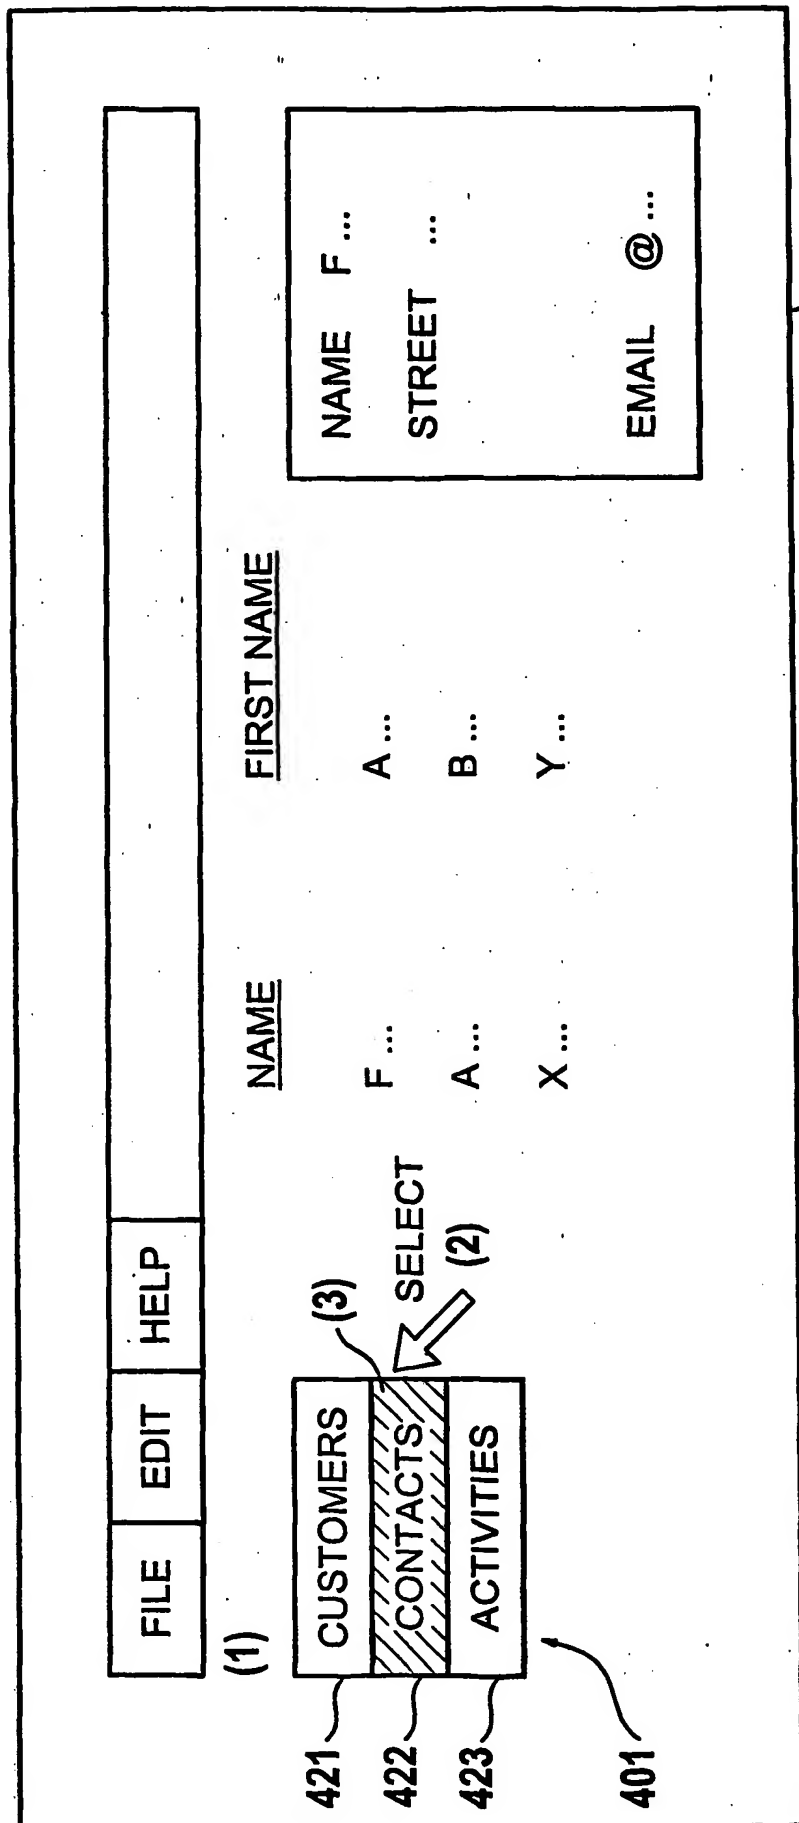 FILE EDIT HELP
(1)
421 CUSTOMERS
422 CONTACTS
423 ACTIVITIES
401
(3)
SELECT
(2)
NAME FIRST NAME
F... A...
A... B...
X... Y...
NAME F...
STREET ...
EMAIL @...